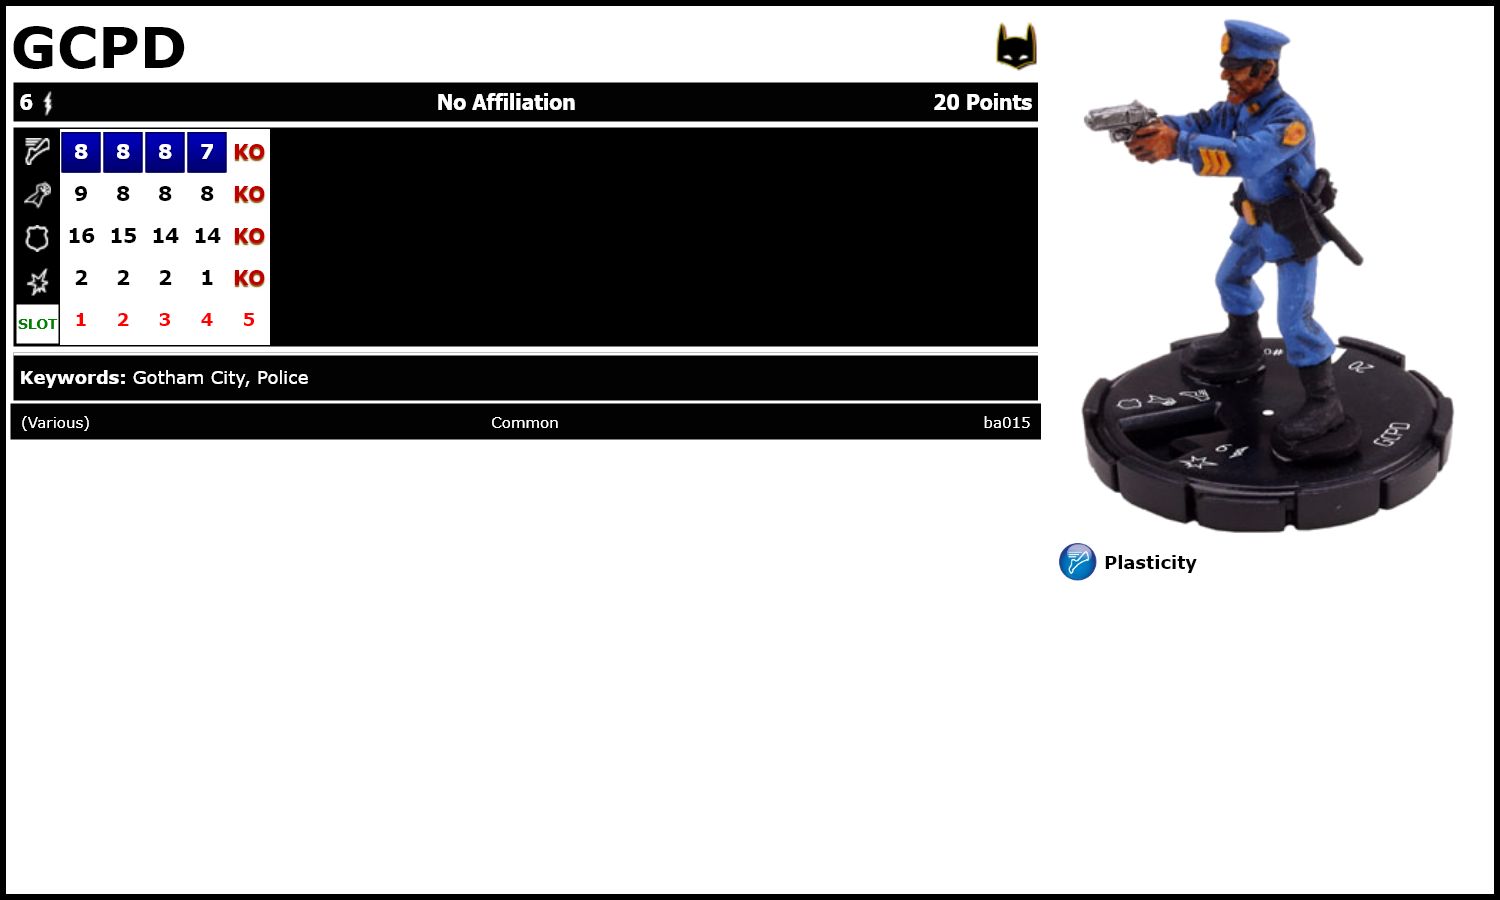 GCPD
6 No Affiliation 20 Points
8 8 8 7 KO
9 8 8 8 KO
16 15 14 14 KO
2 2 2 1 KO
SLOT 1 2 3 4 5
Keywords: Gotham City, Police
(Various) Common ba015
20
GCPD
6
Plasticity